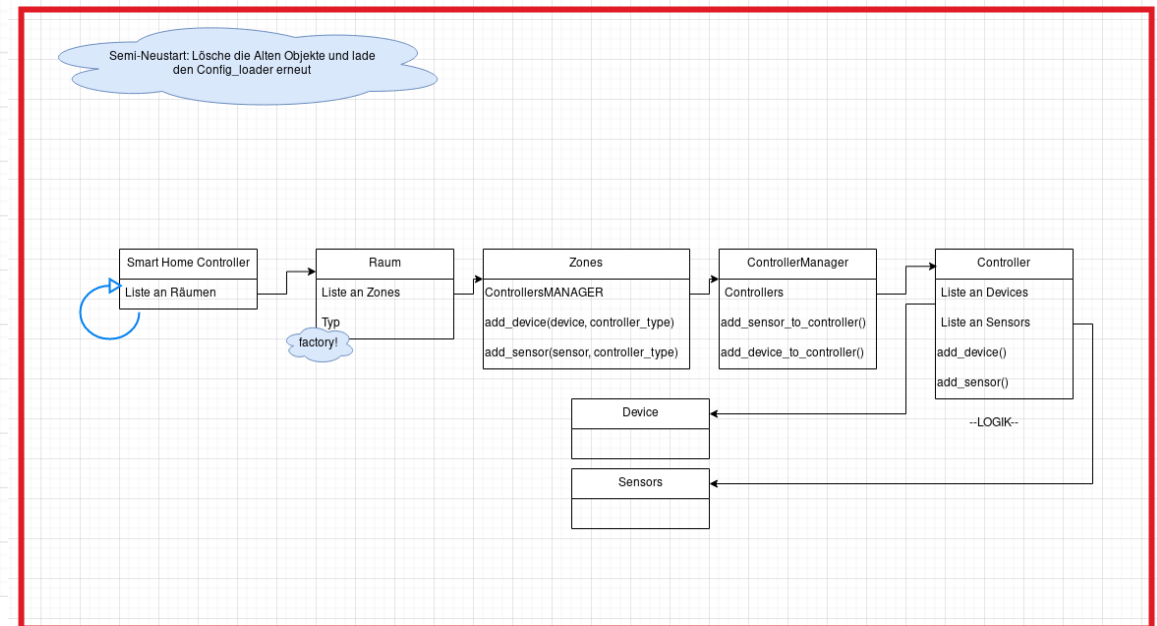 Semi-Neustart: Lösche die Alten Objekte und lade
den Config_loader erneut
Smart Home Controller
Liste an Räumen
Raum
Liste an Zones
Typ
factory!
Zones
ControllersMANAGER
add_device(device, controller_type)
add_sensor(sensor, controller_type)
ControllerManager
Controllers
add_sensor_to_controller()
add_device_to_controller()
Controller
Liste an Devices
Liste an Sensors
add_device()
add_sensor()
--LOGIK--
Device
Sensors